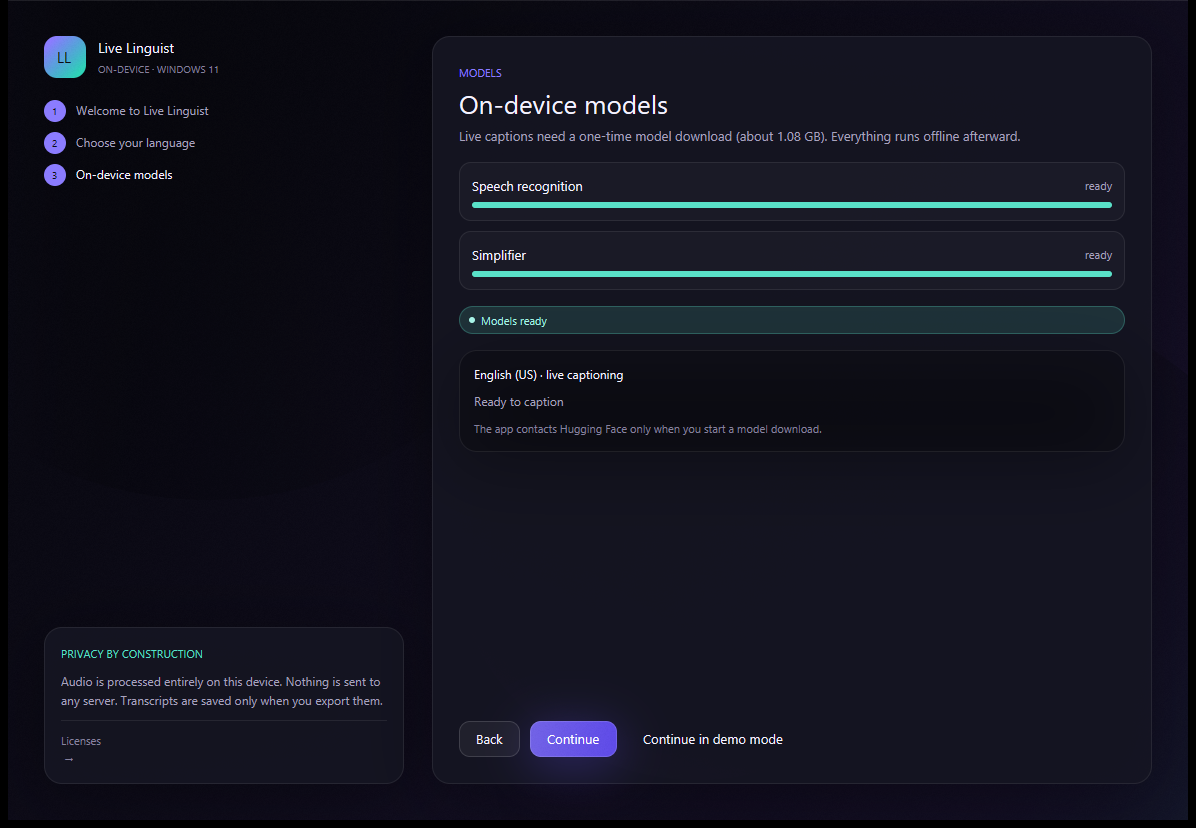 LL
Live Linguist
ON-DEVICE · WINDOWS 11
1 Welcome to Live Linguist
2 Choose your language
3 On-device models
PRIVACY BY CONSTRUCTION
Audio is processed entirely on this device. Nothing is sent to
any server. Transcripts are saved only when you export them.
Licenses
→
MODELS
On-device models
Live captions need a one-time model download (about 1.08 GB). Everything runs offline afterward.
Speech recognition ready
Simplifier ready
Models ready
English (US) · live captioning
Ready to caption
The app contacts Hugging Face only when you start a model download.
Back Continue Continue in demo mode